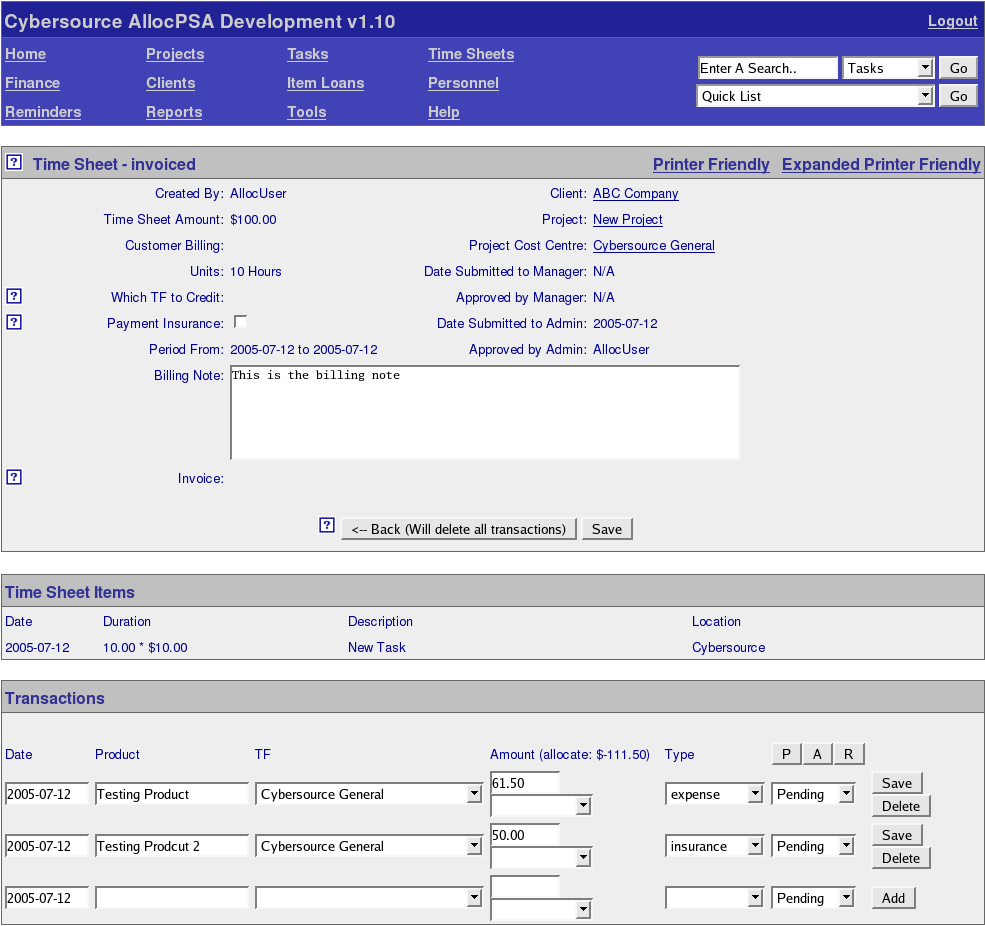 Cybersource AllocPSA Development v1.10 Logout
Home Projects Tasks Time Sheets
Enter A Search.. Tasks Go
Finance Clients Item Loans Personnel
Quick List Go
Reminders Reports Tools Help
? Time Sheet - invoiced Printer Friendly Expanded Printer Friendly
Created By: AllocUser Client: ABC Company
Time Sheet Amount: $100.00 Project: New Project
Customer Billing: Project Cost Centre: Cybersource General
Units: 10 Hours Date Submitted to Manager: N/A
? Which TF to Credit: Approved by Manager: N/A
? Payment Insurance: Date Submitted to Admin: 2005-07-12
Period From: 2005-07-12 to 2005-07-12 Approved by Admin: AllocUser
Billing Note: This is the billing note
? Invoice:
? <-- Back (Will delete all transactions) Save
Time Sheet Items
Date Duration Description Location
2005-07-12 10.00 * $10.00 New Task Cybersource
Transactions
Date Product TF Amount (allocate: $-111.50) Type P A R
2005-07-12 Testing Product Cybersource General 61.50 expense Pending Save
Delete
2005-07-12 Testing Prodcut 2 Cybersource General 50.00 insurance Pending Save
Delete
2005-07-12 Pending Add